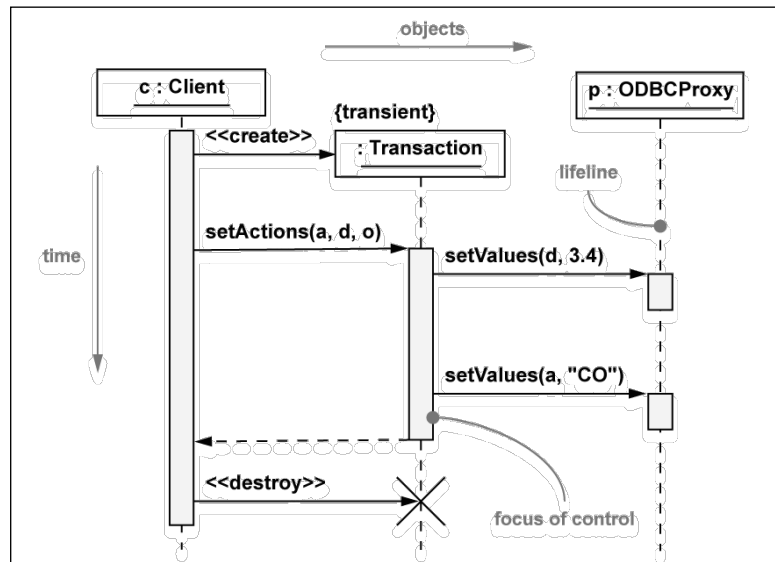 objects
c : Client
p : ODBCProxy
{transient}
<<create>>
: Transaction
lifeline
setActions(a, d, o)
time
setValues(d, 3.4)
setValues(a, "CO")
<<destroy>>
focus of control